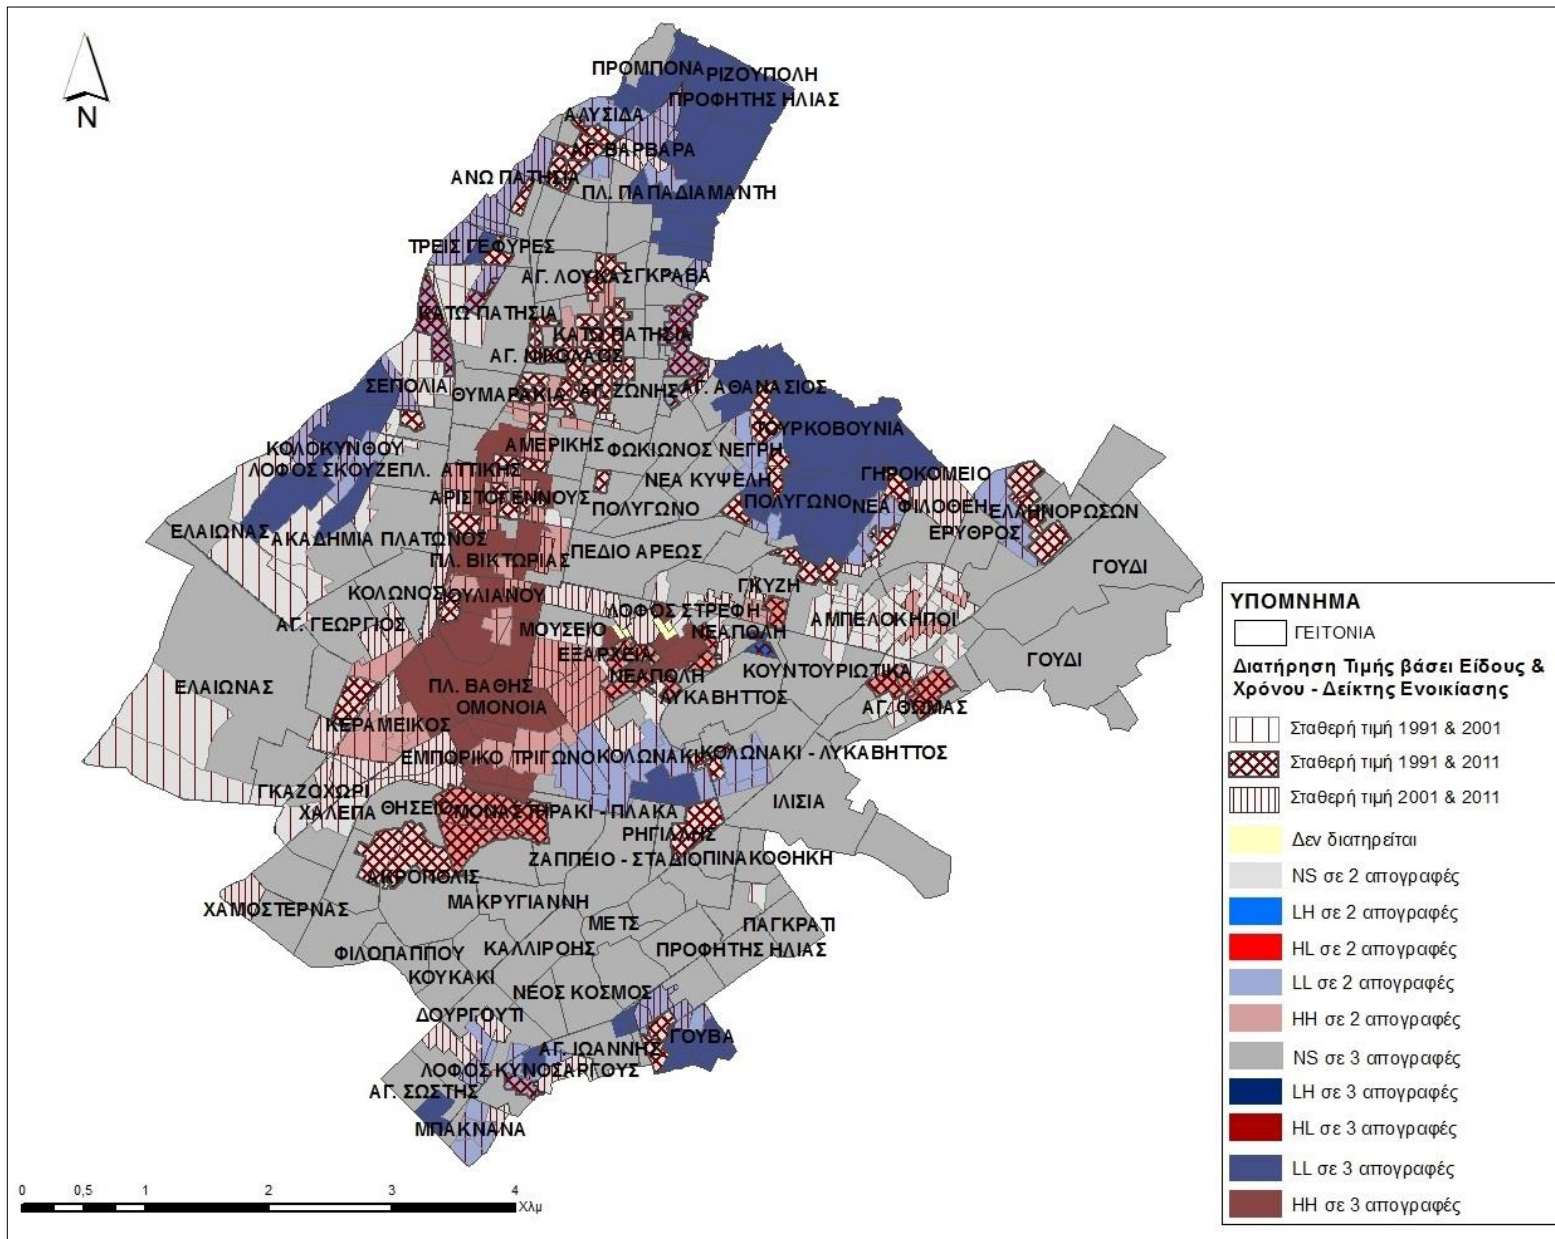 N
ΠΡΟΜΠΟΝΑ
ΡΙΖΟΥΠΟΛΗ
ΠΡΟΦΗΤΗΣ ΗΛΙΑΣ
ΑΛΥΣΙΔΑ
ΑΓ. ΒΑΡΒΑΡΑ
ΑΝΩ ΠΑΤΗΣΙΑ
ΠΛ. ΠΑΠΑΔΙΑΜΑΝΤΗ
ΤΡΕΙΣ ΓΕΦΥΡΕΣ
ΑΓ. ΛΟΥΚΑΣ
ΓΚΡΑΒΑ
ΚΑΤΩ ΠΑΤΗΣΙΑ
ΚΑΤΩ ΠΑΤΗΣΙΑ
ΑΓ. ΝΙΚΟΛΑΟΣ
ΣΕΠΟΛΙΑ
ΘΥΜΑΡΑΚΙΑ
ΑΓ. ΖΩΝΗΣ
ΑΓ. ΑΘΑΝΑΣΙΟΣ
ΤΟΥΡΚΟΒΟΥΝΙΑ
ΚΟΛΟΚΥΝΘΟΥ
ΑΜΕΡΙΚΗΣ
ΦΩΚΙΩΝΟΣ ΝΕΓΡΗ
ΛΟΦΟΣ ΣΚΟΥΖΕ
ΠΛ. ΑΤΤΙΚΗΣ
ΝΕΑ ΚΥΨΕΛΗ
ΓΗΡΟΚΟΜΕΙΟ
ΑΡΙΣΤΟΓΕΝΝΟΥΣ
ΠΟΛΥΓΩΝΟ
ΠΟΛΥΓΩΝΟ
ΝΕΑ ΦΙΛΟΘΕΗ
ΕΛΛΗΝΟΡΩΣΩΝ
ΕΛΑΙΩΝΑΣ
ΑΚΑΔΗΜΙΑ ΠΛΑΤΩΝΟΣ
ΕΡΥΘΡΟΣ
ΠΛ. ΒΙΚΤΩΡΙΑΣ
ΠΕΔΙΟ ΑΡΕΩΣ
ΓΟΥΔΙ
ΚΟΛΩΝΟΣ
ΙΟΥΛΙΑΝΟΥ
ΓΚΥΖΗ
ΛΟΦΟΣ ΣΤΡΕΦΗ
ΑΜΠΕΛΟΚΗΠΟΙ
ΑΓ. ΓΕΩΡΓΙΟΣ
ΜΟΥΣΕΙΟ
ΝΕΑΠΟΛΗ
ΕΞΑΡΧΕΙΑ
ΓΟΥΔΙ
ΝΕΑΠΟΛΗ
ΚΟΥΝΤΟΥΡΙΩΤΙΚΑ
ΕΛΑΙΩΝΑΣ
ΠΛ. ΒΑΘΗΣ
ΟΜΟΝΟΙΑ
ΛΥΚΑΒΗΤΤΟΣ
ΑΓ. ΘΩΜΑΣ
ΚΕΡΑΜΕΙΚΟΣ
ΕΜΠΟΡΙΚΟ ΤΡΙΓΩΝΟ
ΚΟΛΩΝΑΚΙ
ΚΟΛΩΝΑΚΙ - ΛΥΚΑΒΗΤΤΟΣ
ΓΚΑΖΟΧΩΡΙ
ΧΑΛΕΠΑ
ΘΗΣΕΙΟ
ΜΟΝΑΣΤΗΡΑΚΙ - ΠΛΑΚΑ
ΙΛΙΣΙΑ
ΡΗΓΙΛΛΗΣ
ΖΑΠΠΕΙΟ - ΣΤΑΔΙΟ
ΠΙΝΑΚΟΘΗΚΗ
ΑΚΡΟΠΟΛΙΣ
ΧΑΜΟΣΤΕΡΝΑΣ
ΜΑΚΡΥΓΙΑΝΝΗ
ΜΕΤΣ
ΠΑΓΚΡΑΤΙ
ΦΙΛΟΠΑΠΠΟΥ
ΚΑΛΛΙΡΟΗΣ
ΠΡΟΦΗΤΗΣ ΗΛΙΑΣ
ΚΟΥΚΑΚΙ
ΝΕΟΣ ΚΟΣΜΟΣ
ΔΟΥΡΓΟΥΤΙ
ΓΟΥΒΑ
ΑΓ. ΙΩΑΝΝΗΣ
ΛΟΦΟΣ ΚΥΝΟΣΑΡΓΟΥΣ
ΑΓ. ΣΩΣΤΗΣ
ΜΠΑΚΝΑΝΑ
0 0,5 1 2 3 4
Χλμ
ΥΠΟΜΝΗΜΑ
ΓΕΙΤΟΝΙΑ
Διατήρηση Τιμής βάσει Είδους &
Χρόνου - Δείκτης Ενοικίασης
Σταθερή τιμή 1991 & 2001
Σταθερή τιμή 1991 & 2011
Σταθερή τιμή 2001 & 2011
Δεν διατηρείται
NS σε 2 απογραφές
LH σε 2 απογραφές
HL σε 2 απογραφές
LL σε 2 απογραφές
HH σε 2 απογραφές
NS σε 3 απογραφές
LH σε 3 απογραφές
HL σε 3 απογραφές
LL σε 3 απογραφές
HH σε 3 απογραφές